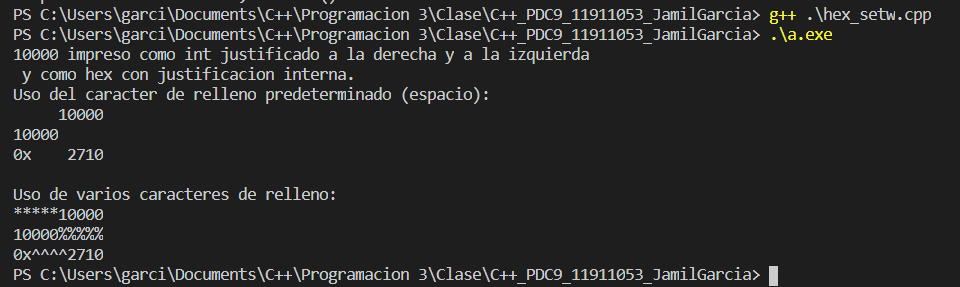 PS C:\Users\garci\Documents\C++\Programacion 3\Clase\C++_PDC9_11911053_JamilGarcia> g++ .\hex_setw.cpp
PS C:\Users\garci\Documents\C++\Programacion 3\Clase\C++_PDC9_11911053_JamilGarcia> .\a.exe
10000 impreso como int justificado a la derecha y a la izquierda
 y como hex con justificacion interna.
Uso del caracter de relleno predeterminado (espacio):
     10000
10000
0x    2710

Uso de varios caracteres de relleno:
*****10000
10000%%%%%
0x^^^^2710
PS C:\Users\garci\Documents\C++\Programacion 3\Clase\C++_PDC9_11911053_JamilGarcia>